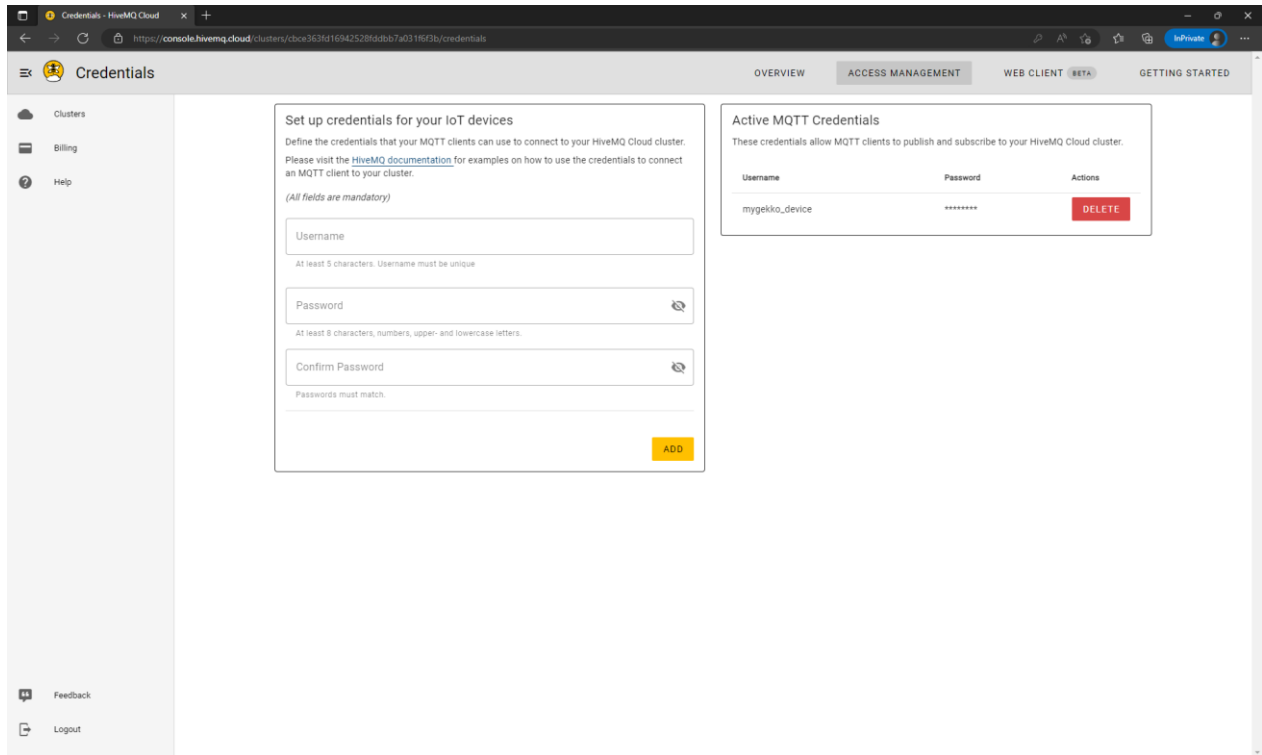 Credentials - HiveMQ Cloud
https://console.hivemq.cloud/clusters/cbce363fd16942528fddbb7a031f6f3b/credentials
InPrivate
Credentials
OVERVIEW
ACCESS MANAGEMENT
WEB CLIENT BETA
GETTING STARTED
Clusters
Billing
Help
Set up credentials for your IoT devices
Define the credentials that your MQTT clients can use to connect to your HiveMQ Cloud cluster.
Please visit the HiveMQ documentation for examples on how to use the credentials to connect
an MQTT client to your cluster.
(All fields are mandatory)
Username
At least 5 characters. Username must be unique
Password
At least 8 characters, numbers, upper- and lowercase letters.
Confirm Password
Passwords must match.
ADD
Active MQTT Credentials
These credentials allow MQTT clients to publish and subscribe to your HiveMQ Cloud cluster.
Username Password Actions
mygekko_device ******** DELETE
Feedback
Logout